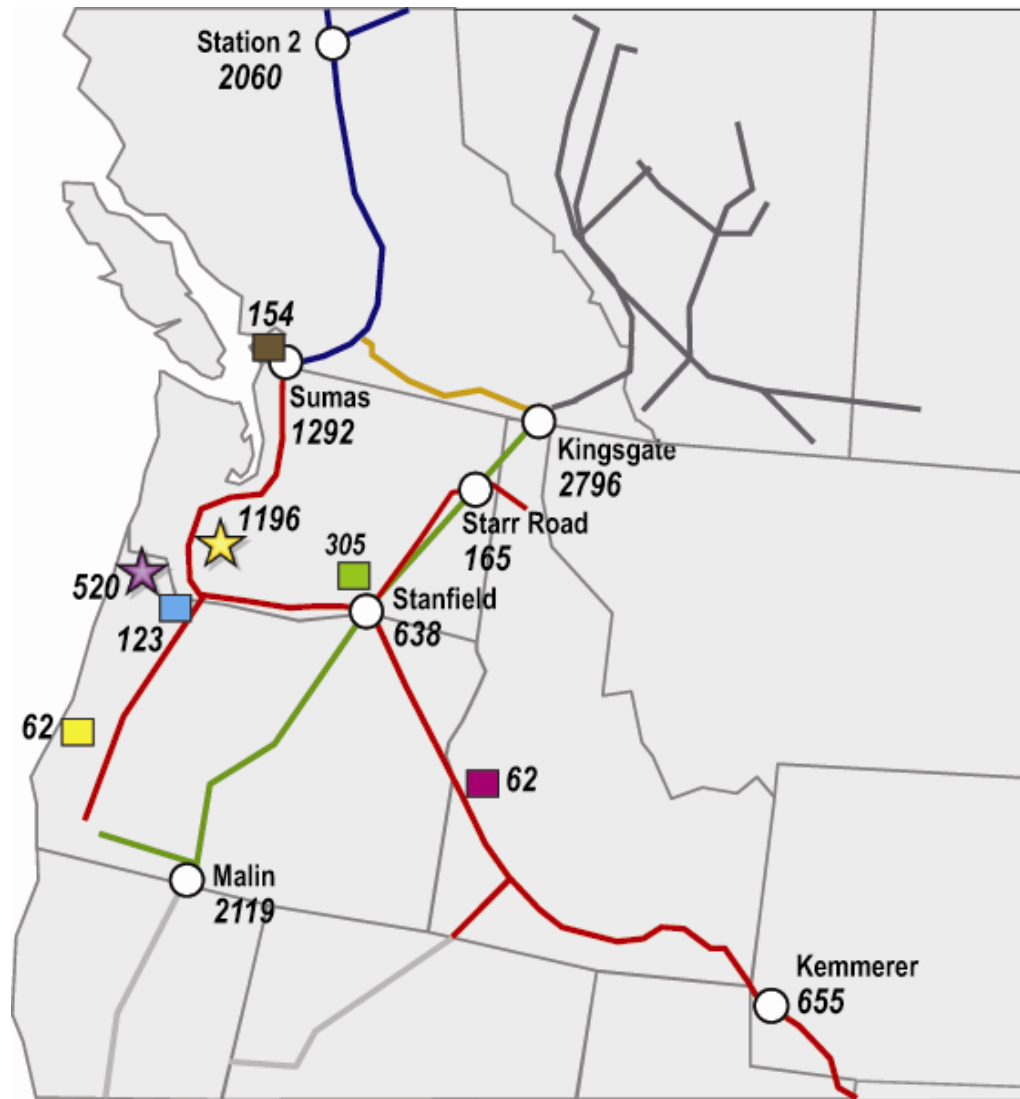 Station 2
2060
154
Sumas
1292
Kingsgate
2796
1196
Starr Road
165
305
520
Stanfield
638
123
62
62
Malin
2119
Kemmerer
655